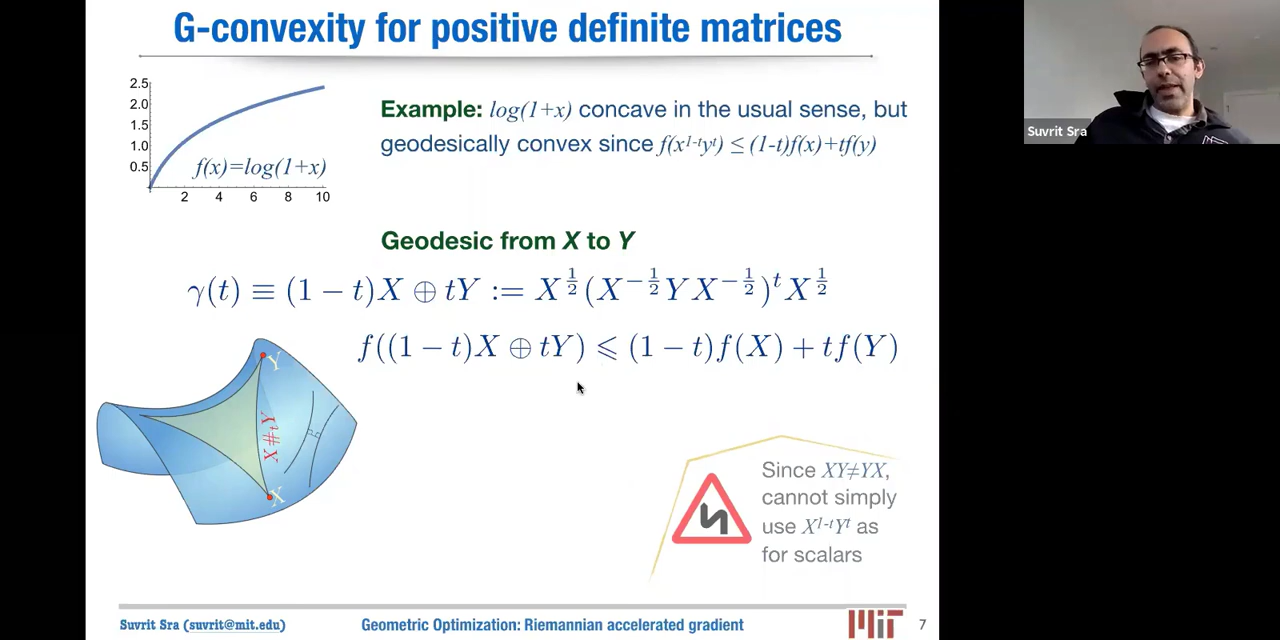 G-convexity for positive definite matrices
2.5
2.0
1.5
1.0
0.5
2 4 6 8 10
f(x)=log(1+x)
Example: log(1+x) concave in the usual sense, but
geodesically convex since f(x¹⁻ᵗyᵗ) ≤ (1-t)f(x)+tf(y)
Geodesic from X to Y
γ(t) ≡ (1 − t)X ⊕ tY := X^{1/2}(X^{−1/2}YX^{−1/2})^t X^{1/2}
f((1 − t)X ⊕ tY) ⩽ (1 − t)f(X) + tf(Y)
Y
X#ₜY
X
Since XY≠YX,
cannot simply
use X¹⁻ᵗYᵗ as
for scalars
Suvrit Sra (suvrit@mit.edu)
Geometric Optimization: Riemannian accelerated gradient
MIT
7
Suvrit Sra